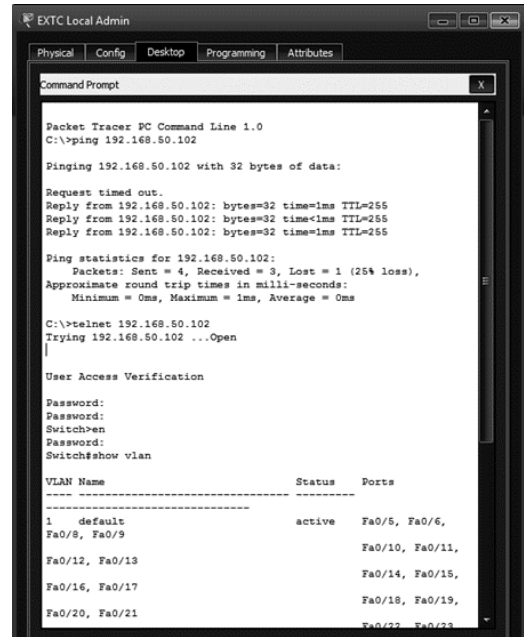 EXTC Local Admin
Physical Config Desktop Programming Attributes
Command Prompt X
Packet Tracer PC Command Line 1.0
C:\>ping 192.168.50.102
Pinging 192.168.50.102 with 32 bytes of data:
Request timed out.
Reply from 192.168.50.102: bytes=32 time=1ms TTL=255
Reply from 192.168.50.102: bytes=32 time<1ms TTL=255
Reply from 192.168.50.102: bytes=32 time=1ms TTL=255
Ping statistics for 192.168.50.102:
Packets: Sent = 4, Received = 3, Lost = 1 (25% loss),
Approximate round trip times in milli-seconds:
Minimum = 0ms, Maximum = 1ms, Average = 0ms
C:\>telnet 192.168.50.102
Trying 192.168.50.102 ...Open
User Access Verification
Password:
Password:
Switch>en
Password:
Switch#show vlan
VLAN Name Status Ports
---- -------------------------------- ---------
-------------------------------
1 default active Fa0/5, Fa0/6,
Fa0/8, Fa0/9
Fa0/10, Fa0/11,
Fa0/12, Fa0/13
Fa0/14, Fa0/15,
Fa0/16, Fa0/17
Fa0/18, Fa0/19,
Fa0/20, Fa0/21
Fa0/22, Fa0/23,